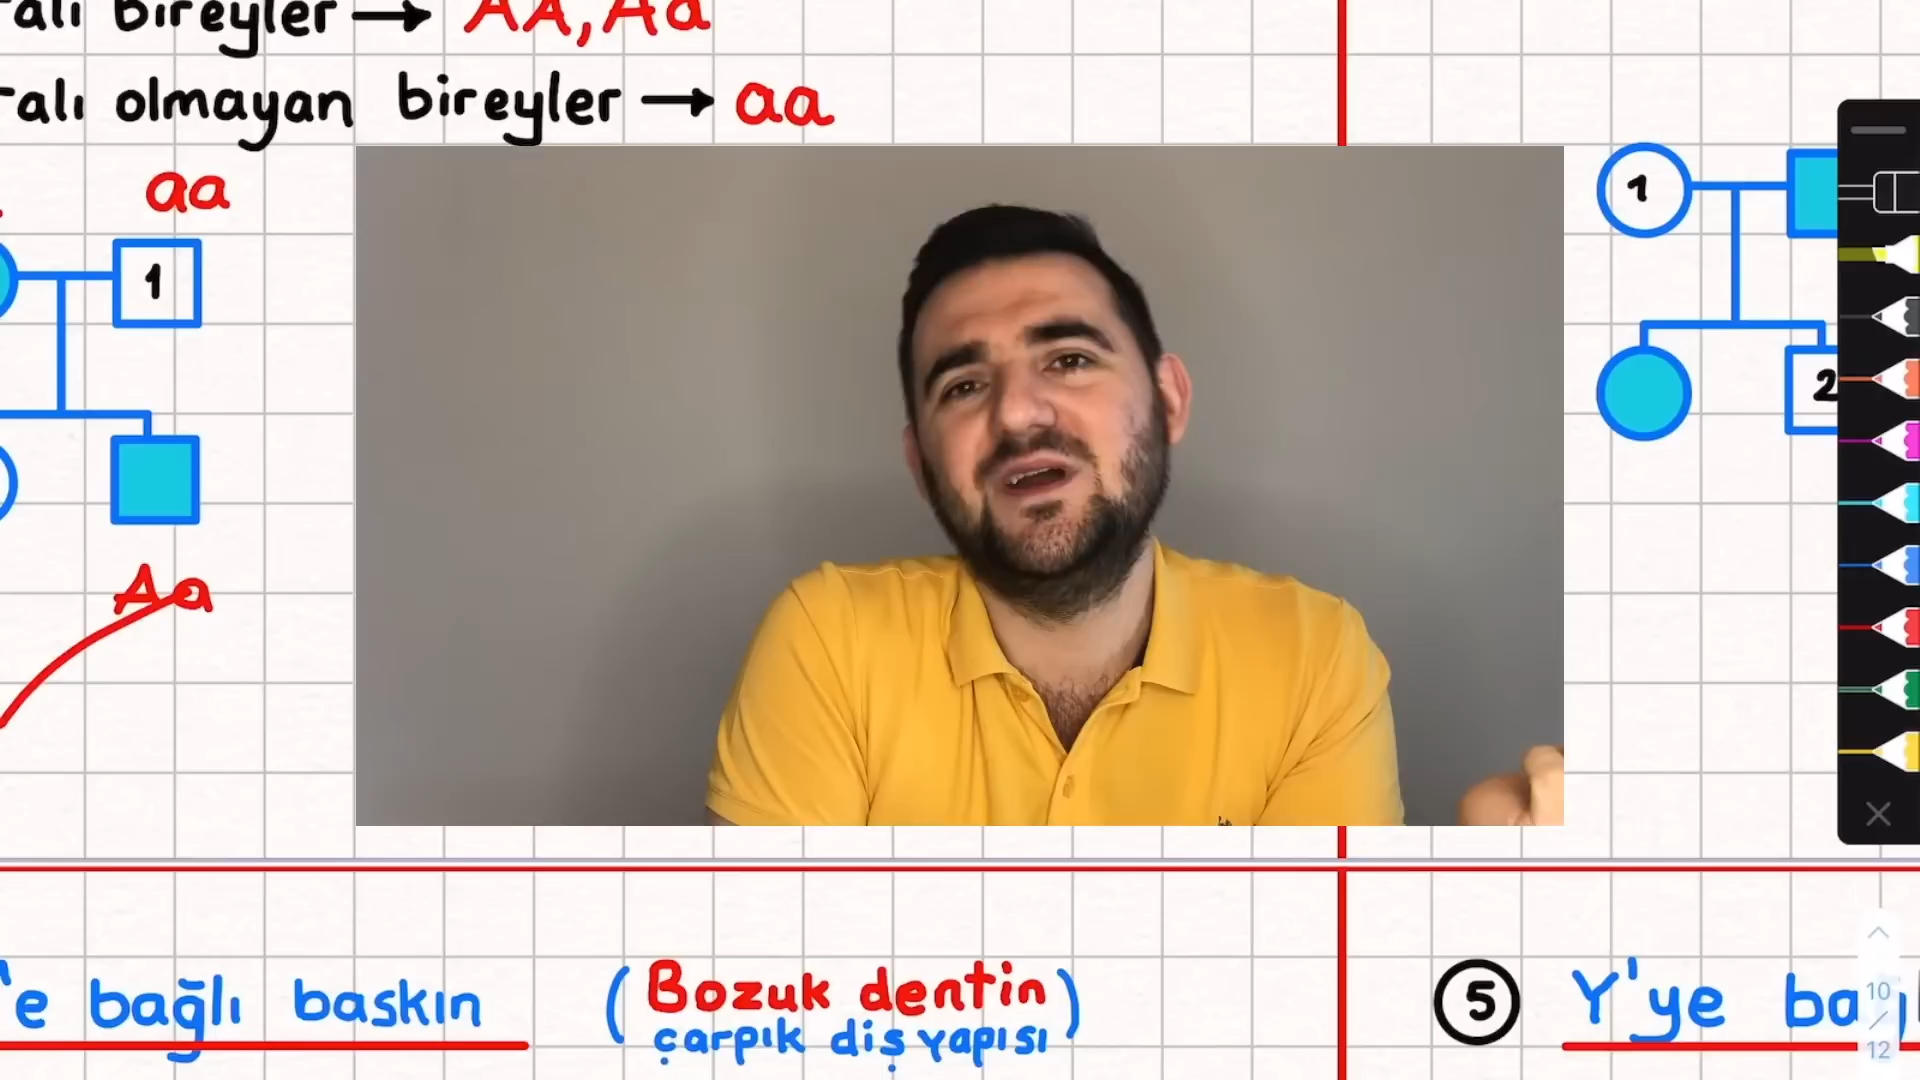 alı bireyler → AA, Aa
ralı olmayan bireyler → aa
aa
1
Aa
1
2
'e bağlı baskın
(Bozuk dentin
çarpık diş yapısı)
5 Y'ye
10
12